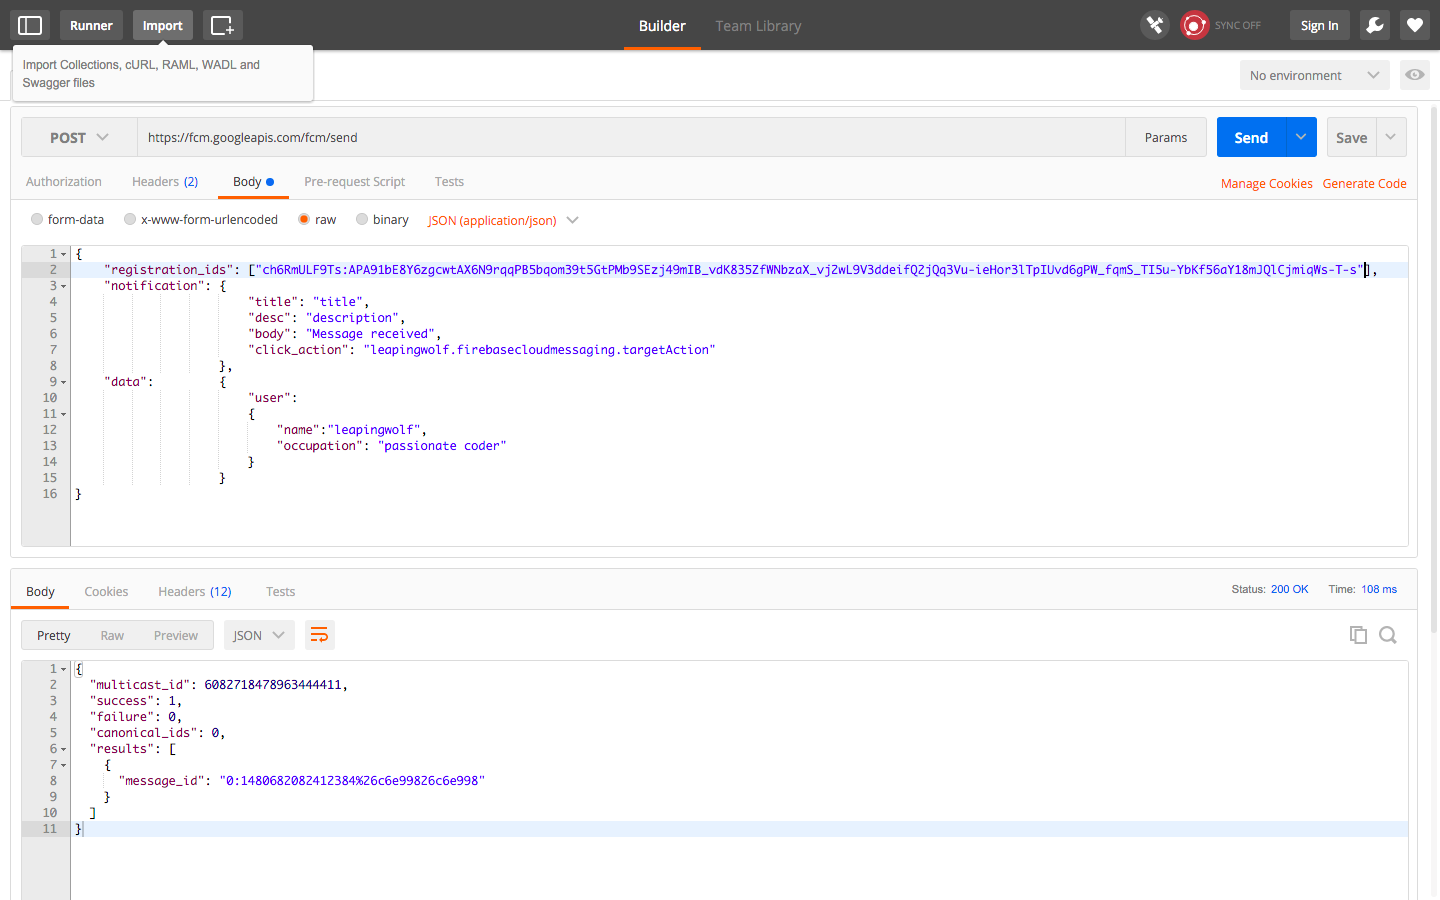 Runner Import Builder Team Library SYNC OFF Sign In
Import Collections, cURL, RAML, WADL and
Swagger files
No environment
POST https://fcm.googleapis.com/fcm/send Params Send Save
Authorization Headers (2) Body Pre-request Script Tests Manage Cookies Generate Code
form-data x-www-form-urlencoded raw binary JSON (application/json)
1 {
2 "registration_ids": ["ch6RmULF9Ts:APA91bE8Y6zgcwtAX6N9rqqPB5bqom39t5GtPMb9SEzj49mIB_vdK835ZfWNbzaX_vj2wL9V3ddeifQ2jQq3Vu-ieHor3lTpIUvd6gPW_fqmS_TI5u-YbKf56aY18mJQlCjmiqWs-T-s"],
3 "notification": {
4 "title": "title",
5 "desc": "description",
6 "body": "Message received",
7 "click_action": "leapingwolf.firebasecloudmessaging.targetAction"
8 },
9 "data": {
10 "user":
11 {
12 "name":"leapingwolf",
13 "occupation": "passionate coder"
14 }
15 }
16 }
Body Cookies Headers (12) Tests Status: 200 OK Time: 108 ms
Pretty Raw Preview JSON
1 {
2 "multicast_id": 6082718478963444411,
3 "success": 1,
4 "failure": 0,
5 "canonical_ids": 0,
6 "results": [
7 {
8 "message_id": "0:1480682082412384%26c6e99826c6e998"
9 }
10 ]
11 }